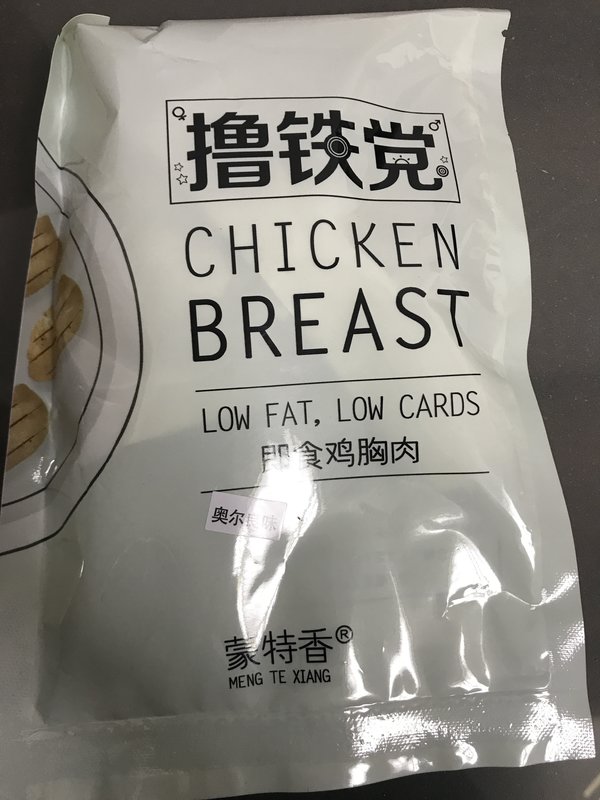 撸铁党
CHICKEN
BREAST
LOW FAT, LOW CARDS
即食鸡胸肉
奥尔良味
蒙特香®
MENG TE XIANG